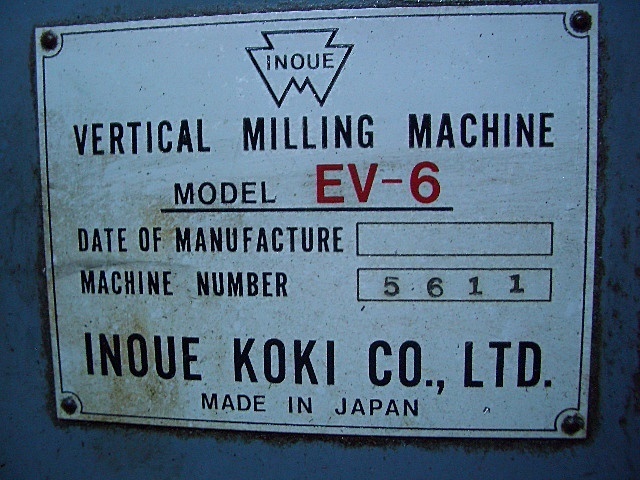 INOUE
VERTICAL MILLING MACHINE
MODEL EV-6
DATE OF MANUFACTURE
MACHINE NUMBER 5611
INOUE KOKI CO., LTD.
MADE IN JAPAN